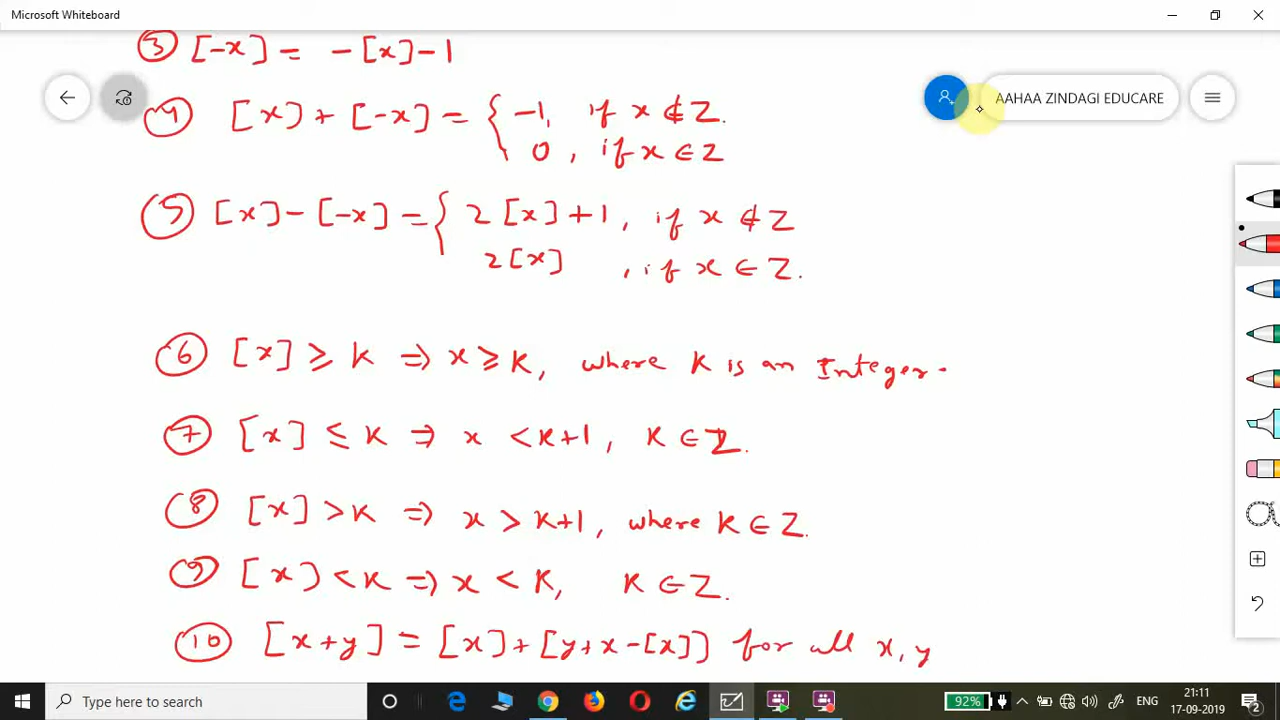 Microsoft Whiteboard
③ [-x] = -[x]-1
AAHAA ZINDAGI EDUCARE
④ [x] + [-x] = { -1, if x ∉ Z.
0, if x ∈ Z
⑤ [x] - [-x] = { 2[x]+1, if x ∉ Z
2[x] , if x ∈ Z.
⑥ [x] ≥ K ⇒ x ≥ K, where K is an Integer.
⑦ [x] ≤ K ⇒ x < K+1, K ∈ Z.
⑧ [x] > K ⇒ x > K+1, where K ∈ Z.
⑨ [x] < K ⇒ x < K, K ∈ Z.
⑩ [x+y] = [x] + [y+x-[x]] for all x, y
Type here to search
92%
ENG
21:11
17-09-2019
2